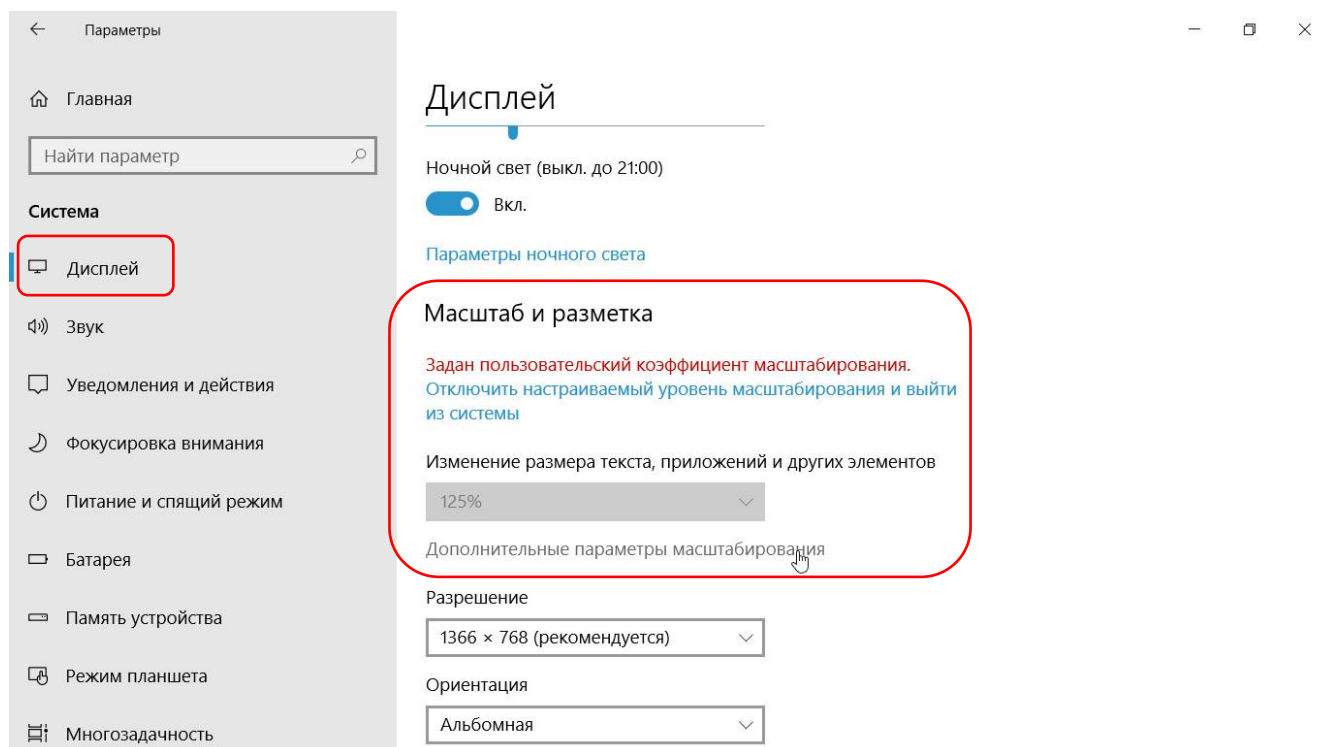 Параметры
Главная
Найти параметр
Система
Дисплей
Звук
Уведомления и действия
Фокусировка внимания
Питание и спящий режим
Батарея
Память устройства
Режим планшета
Многозадачность
Дисплей
Ночной свет (выкл. до 21:00)
Вкл.
Параметры ночного света
Масштаб и разметка
Задан пользовательский коэффициент масштабирования.
Отключить настраиваемый уровень масштабирования и выйти
из системы
Изменение размера текста, приложений и других элементов
125%
Дополнительные параметры масштабирования
Разрешение
1366 × 768 (рекомендуется)
Ориентация
Альбомная